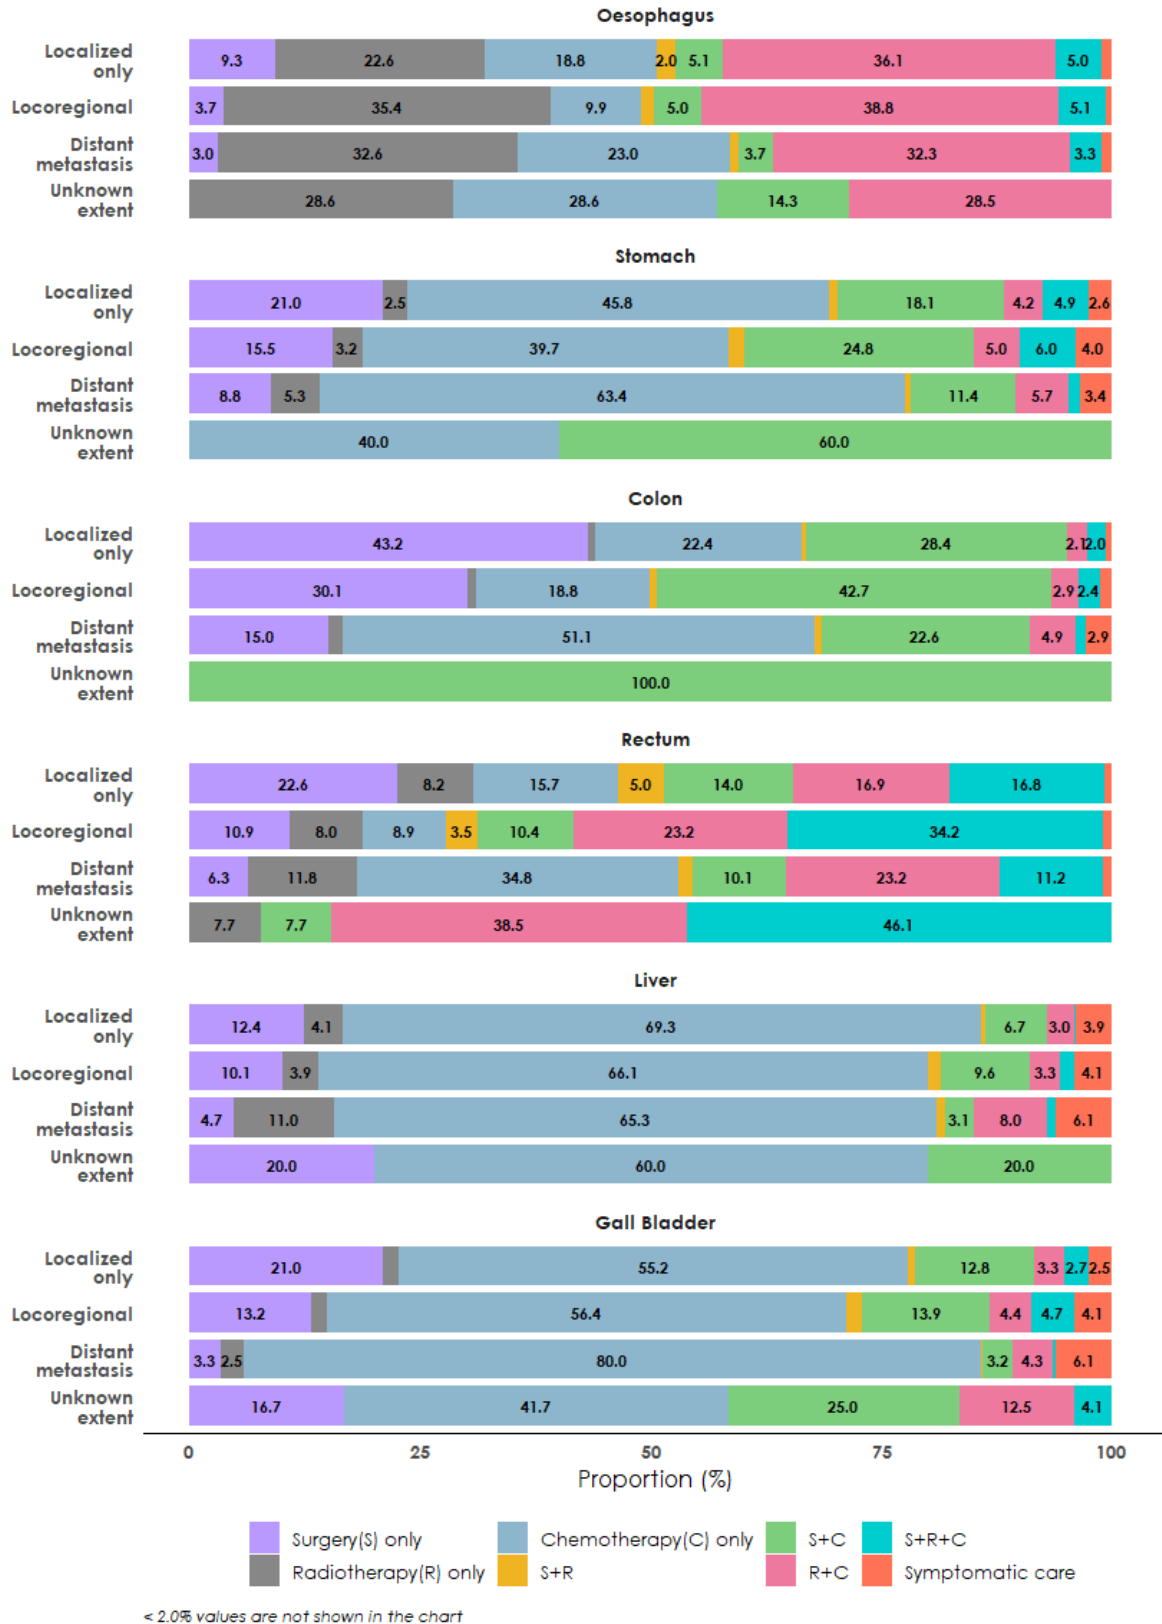 Oesophagus
Localized
only
9.3 22.6 18.8 2.0 5.1 36.1 5.0
Locoregional 3.7 35.4 9.9 5.0 38.8 5.1
Distant
metastasis
3.0 32.6 23.0 3.7 32.3 3.3
Unknown
extent
28.6 28.6 14.3 28.5
Stomach
Localized
only
21.0 2.5 45.8 18.1 4.2 4.9 2.6
Locoregional 15.5 3.2 39.7 24.8 5.0 6.0 4.0
Distant
metastasis
8.8 5.3 63.4 11.4 5.7 3.4
Unknown
extent
40.0 60.0
Colon
Localized
only
43.2 22.4 28.4 2.1 2.0
Locoregional 30.1 18.8 42.7 2.9 2.4
Distant
metastasis
15.0 51.1 22.6 4.9 2.9
Unknown
extent
100.0
Rectum
Localized
only
22.6 8.2 15.7 5.0 14.0 16.9 16.8
Locoregional 10.9 8.0 8.9 3.5 10.4 23.2 34.2
Distant
metastasis
6.3 11.8 34.8 10.1 23.2 11.2
Unknown
extent
7.7 7.7 38.5 46.1
Liver
Localized
only
12.4 4.1 69.3 6.7 3.0 3.9
Locoregional 10.1 3.9 66.1 9.6 3.3 4.1
Distant
metastasis
4.7 11.0 65.3 3.1 8.0 6.1
Unknown
extent
20.0 60.0 20.0
Gall Bladder
Localized
only
21.0 55.2 12.8 3.3 2.7 2.5
Locoregional 13.2 56.4 13.9 4.4 4.7 4.1
Distant
metastasis
3.3 2.5 80.0 3.2 4.3 6.1
Unknown
extent
16.7 41.7 25.0 12.5 4.1
0 25 50 75 100
Proportion (%)
Surgery(S) only Chemotherapy(C) only S+C S+R+C
Radiotherapy(R) only S+R R+C Symptomatic care
< 2.0% values are not shown in the chart